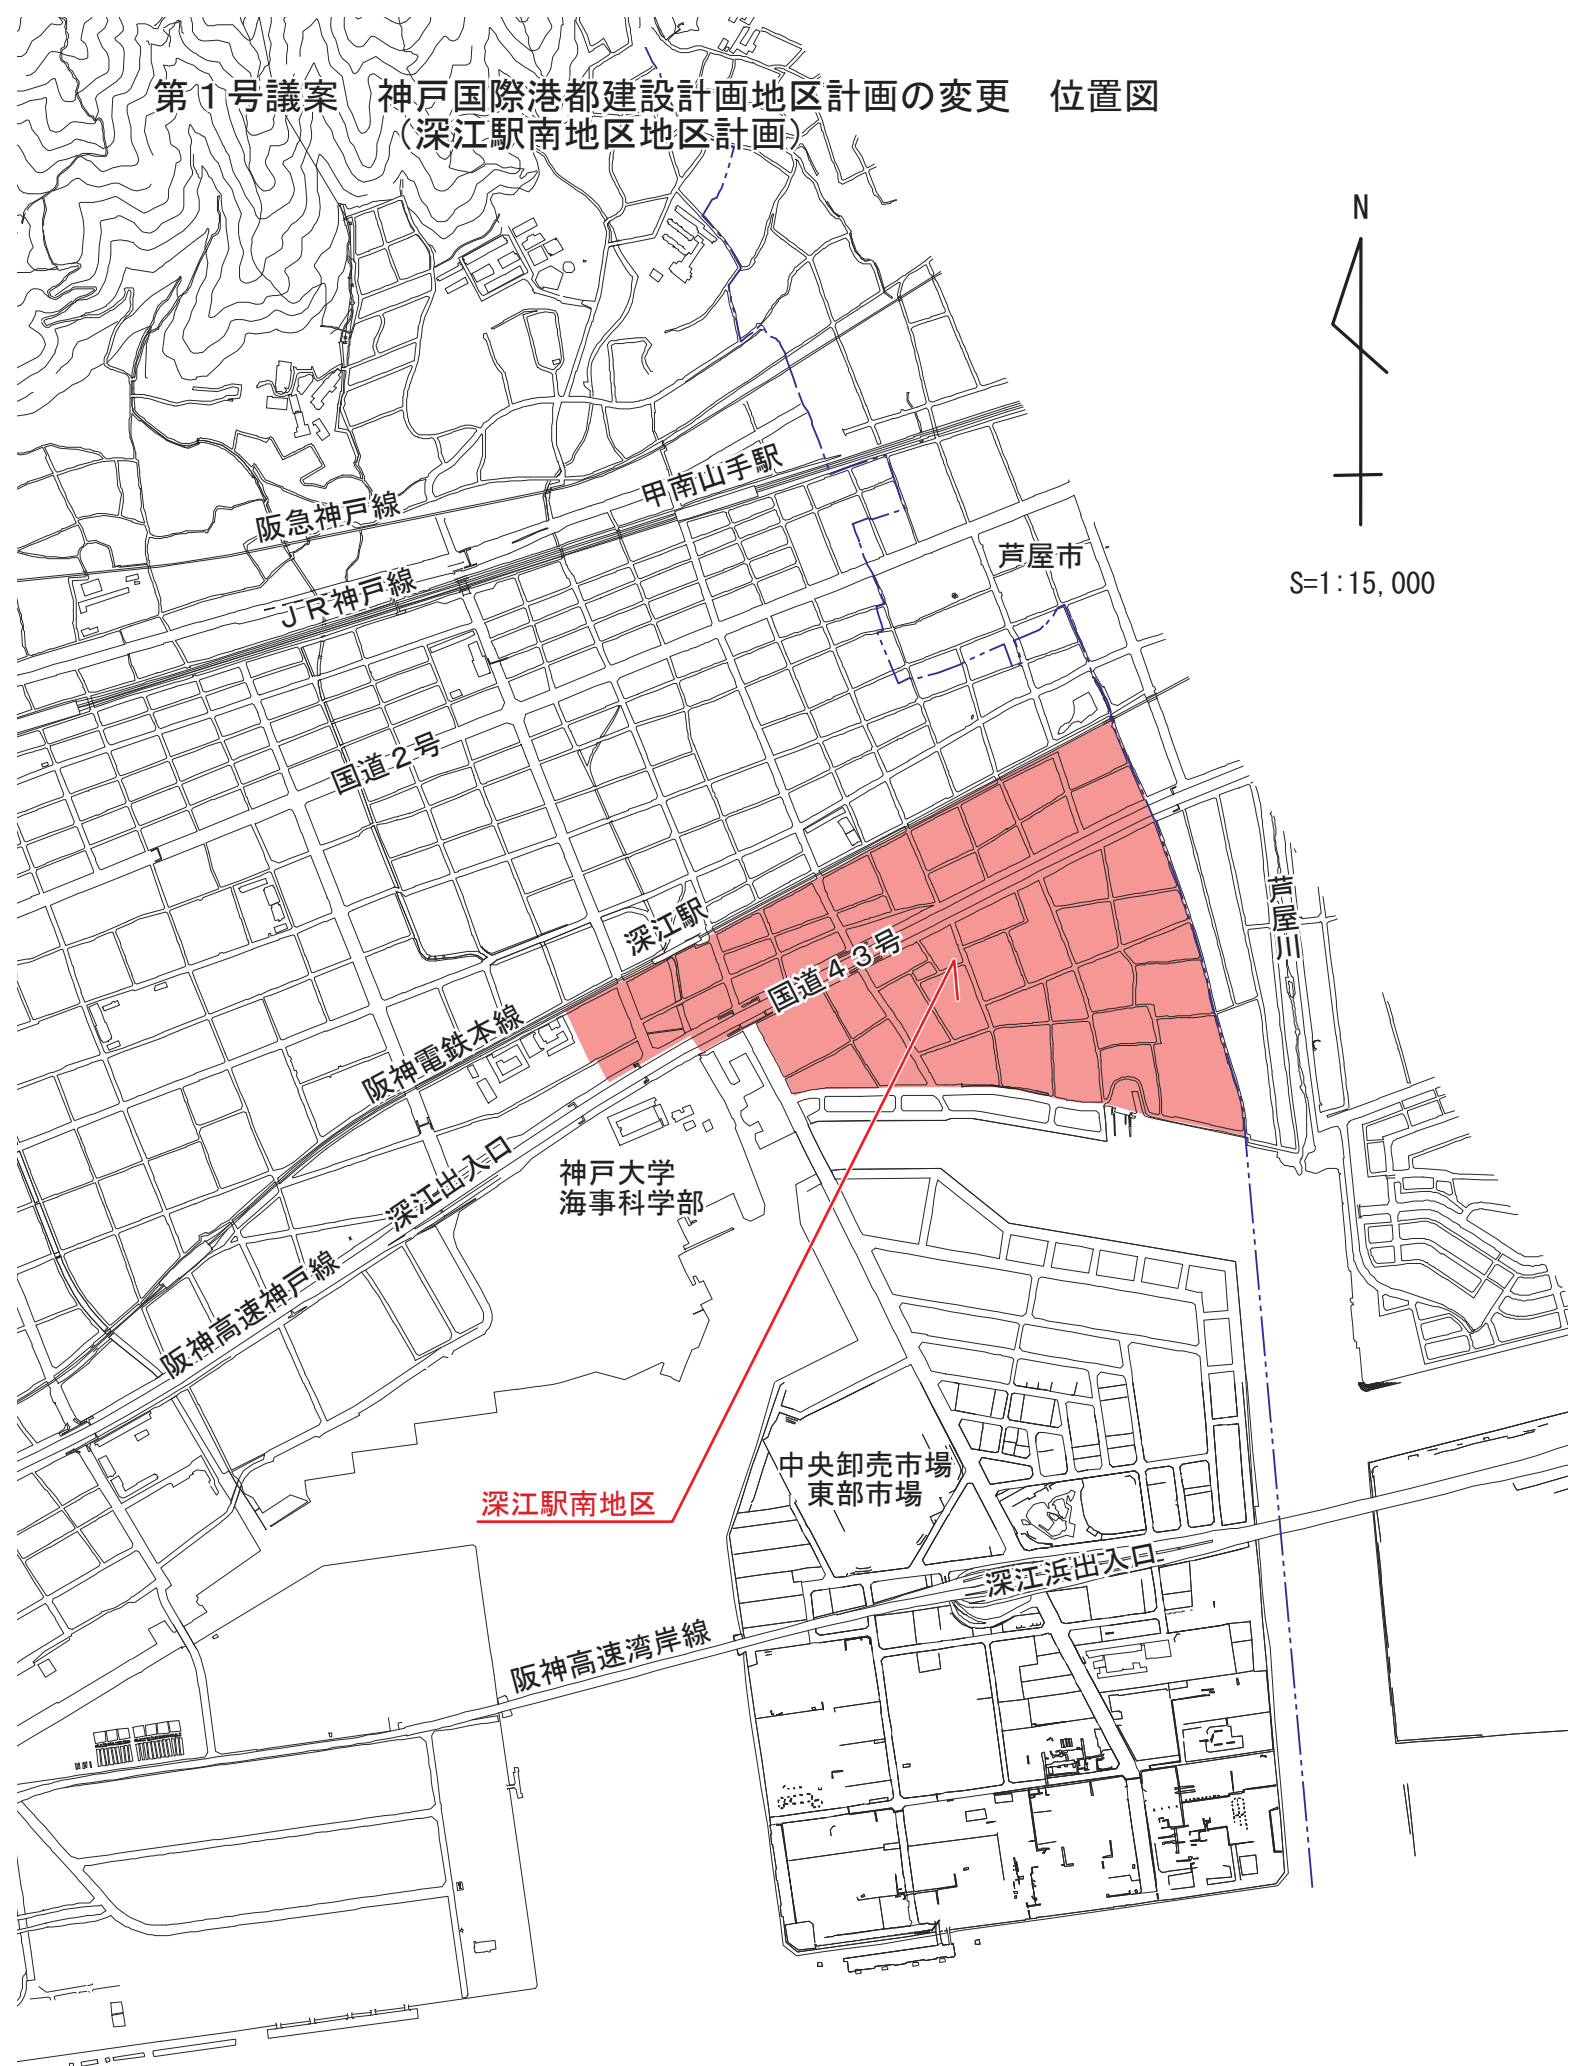 第１号議案　神戸国際港都建設計画地区計画の変更　位置図
（深江駅南地区地区計画）
N
S=1:15,000
甲南山手駅
阪急神戸線
芦屋市
ＪＲ神戸線
国道２号
芦屋川
深江駅
国道４３号
阪神電鉄本線
深江出入口
神戸大学
海事科学部
阪神高速神戸線
中央卸売市場
東部市場
深江駅南地区
深江浜出入口
阪神高速湾岸線